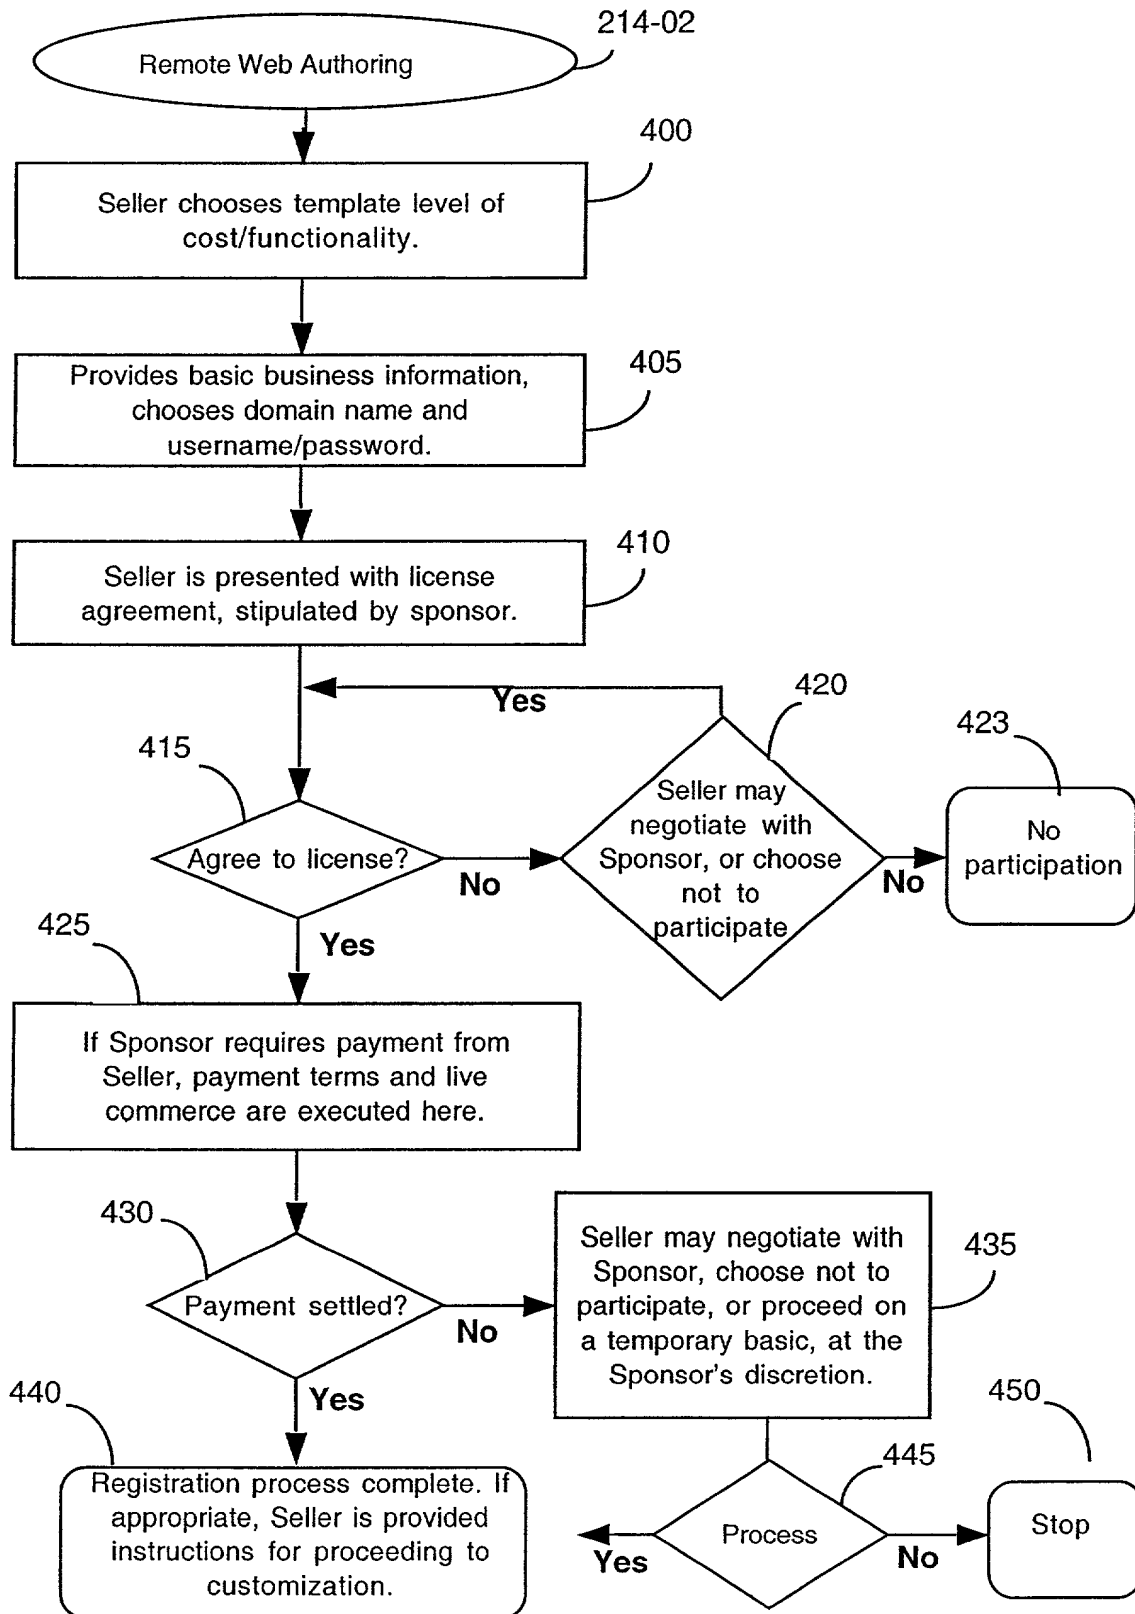 214-02
Remote Web Authoring
400
Seller chooses template level of
cost/functionality.
405
Provides basic business information,
chooses domain name and
username/password.
410
Seller is presented with license
agreement, stipulated by sponsor.
Yes
420
423
415
Seller may
negotiate with
Sponsor, or choose
not to
participate
No
participation
Agree to license?
No
No
425
Yes
If Sponsor requires payment from
Seller, payment terms and live
commerce are executed here.
430
Payment settled?
No
Seller may negotiate with
Sponsor, choose not to
participate, or proceed on
a temporary basic, at the
Sponsor's discretion.
435
440
Yes
450
445
Registration process complete. If
appropriate, Seller is provided
instructions for proceeding to
customization.
Yes
Process
No
Stop